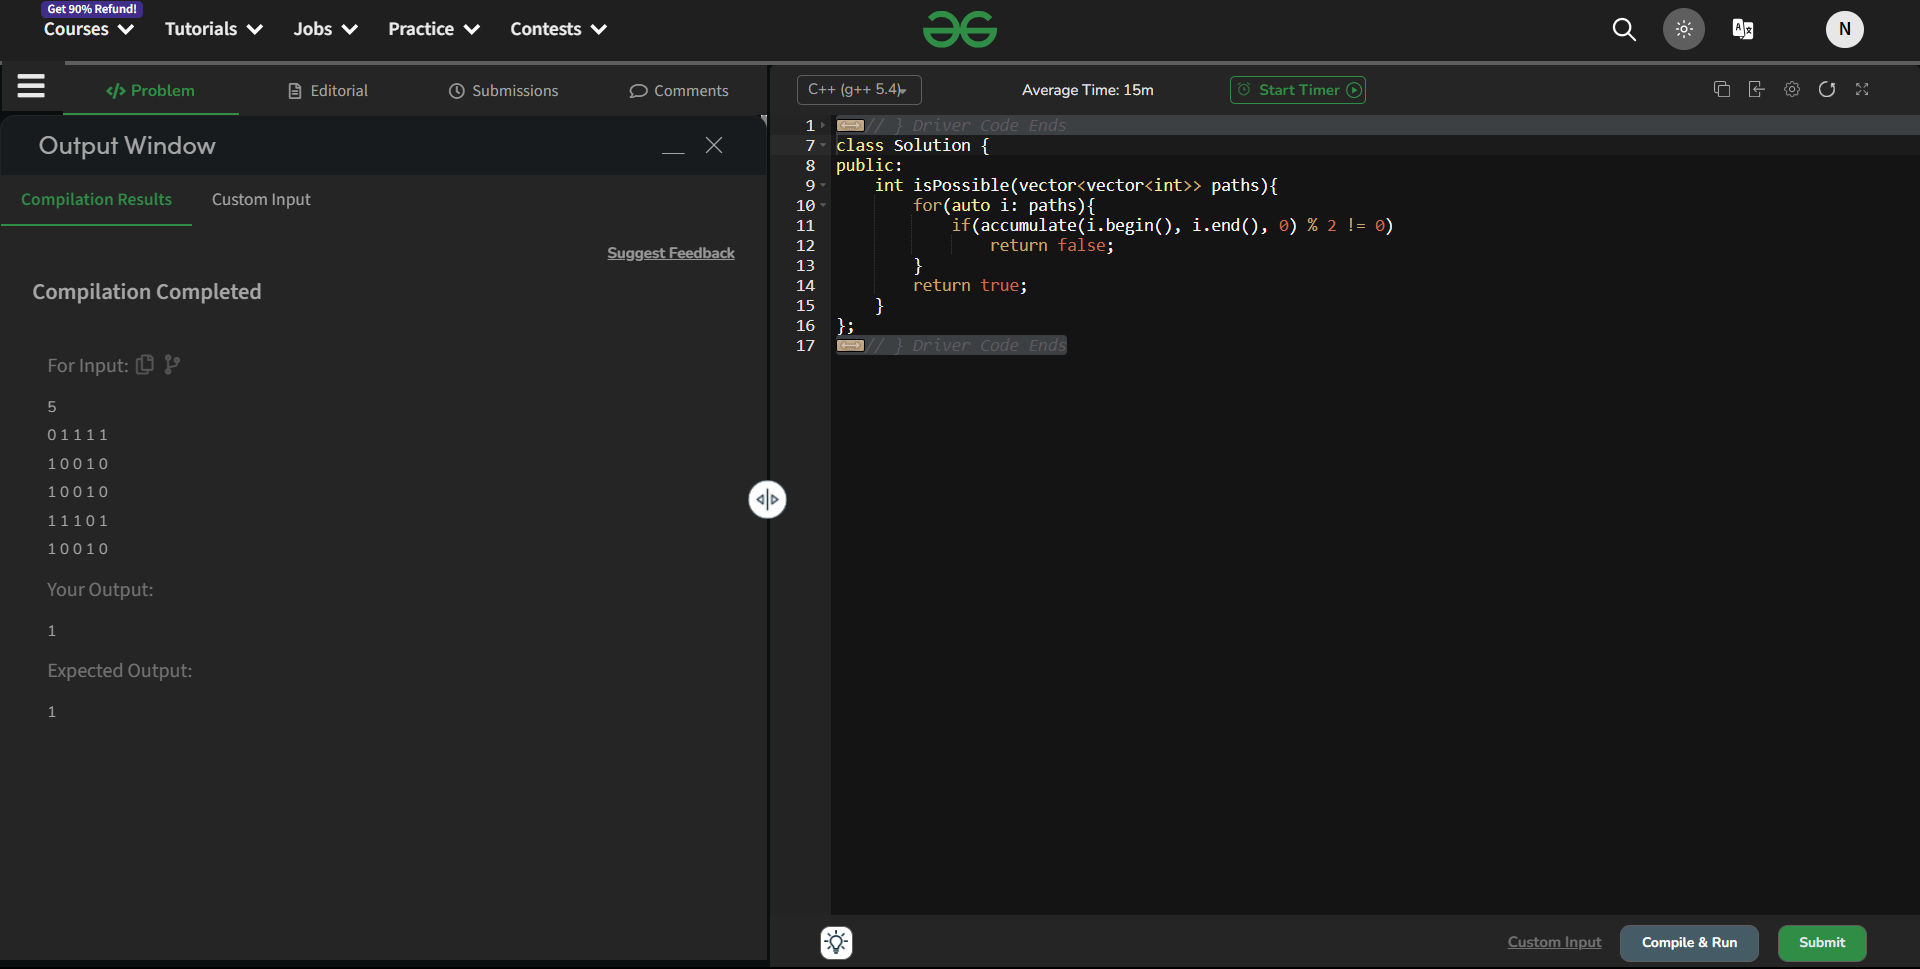 Get 90% Refund!
Courses Tutorials Jobs Practice Contests
N
</> Problem Editorial Submissions Comments
C++ (g++ 5.4) Average Time: 15m Start Timer
Output Window
Compilation Results Custom Input
Suggest Feedback
Compilation Completed
For Input:
5
0 1 1 1 1
1 0 0 1 0
1 0 0 1 0
1 1 1 0 1
1 0 0 1 0
Your Output:
1
Expected Output:
1
1 // } Driver Code Ends
7 class Solution {
8 public:
9 int isPossible(vector<vector<int>> paths){
10 for(auto i: paths){
11 if(accumulate(i.begin(), i.end(), 0) % 2 != 0)
12 return false;
13 }
14 return true;
15 }
16 };
17 // } Driver Code Ends
Custom Input Compile & Run Submit